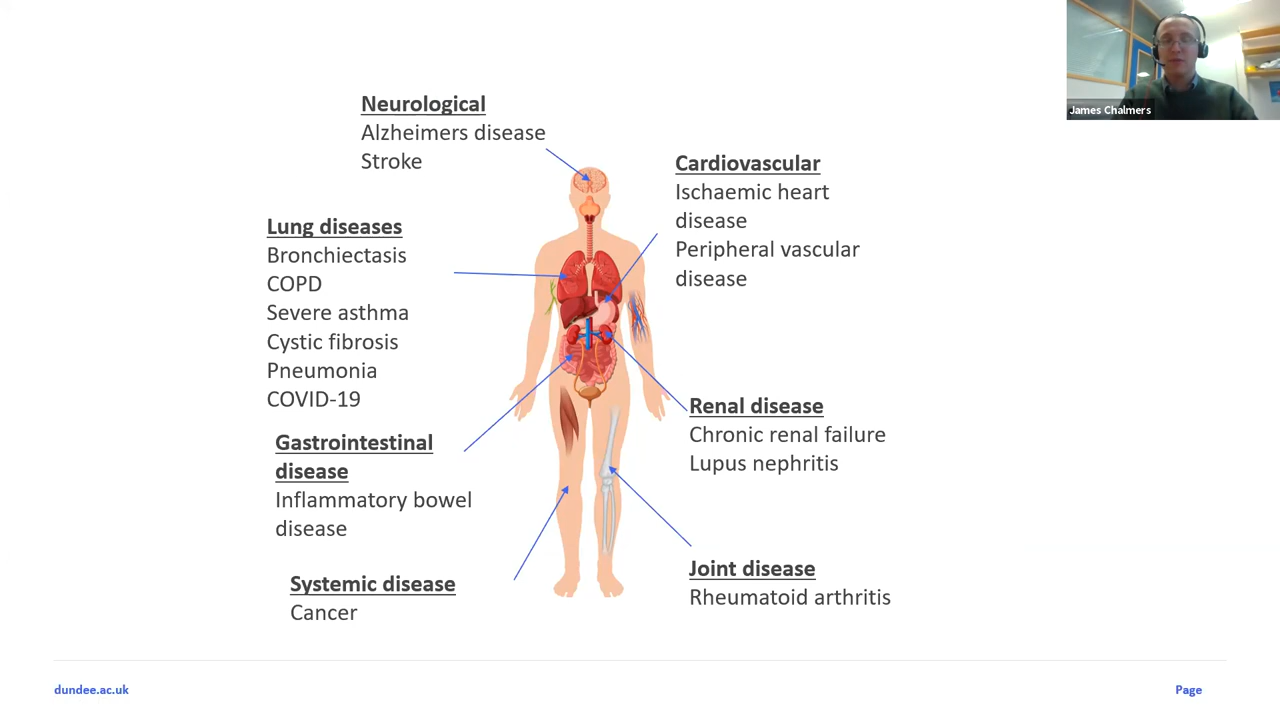 Neurological
Alzheimers disease
Stroke
Cardiovascular
Ischaemic heart
disease
Peripheral vascular
disease
Lung diseases
Bronchiectasis
COPD
Severe asthma
Cystic fibrosis
Pneumonia
COVID-19
Renal disease
Chronic renal failure
Lupus nephritis
Gastrointestinal
disease
Inflammatory bowel
disease
Joint disease
Rheumatoid arthritis
Systemic disease
Cancer
dundee.ac.uk
Page
James Chalmers